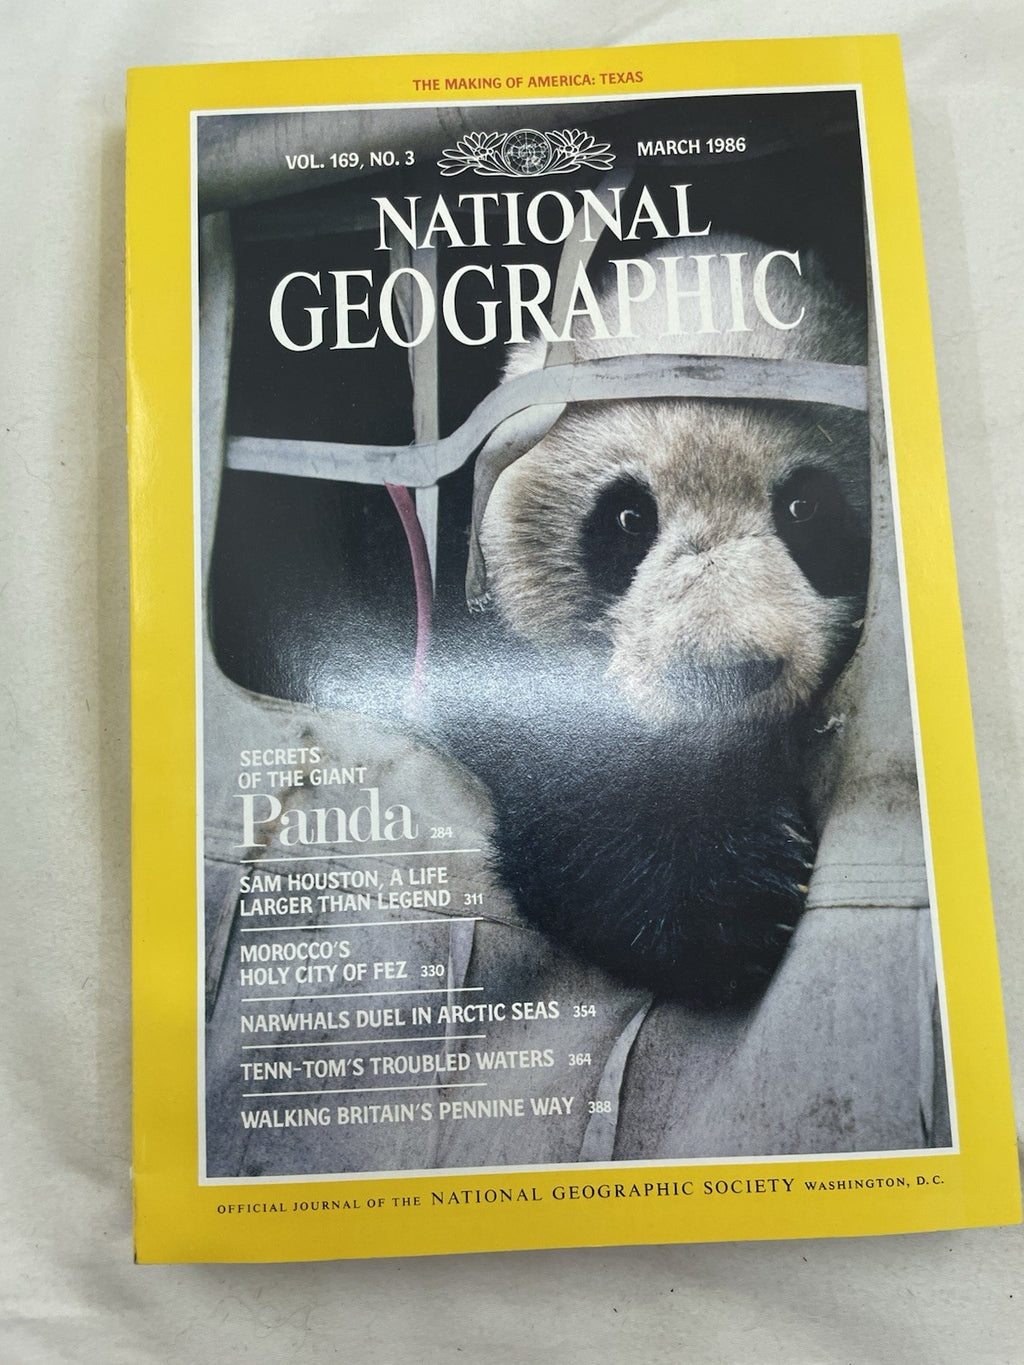 THE MAKING OF AMERICA: TEXAS
VOL. 169, NO. 3
MARCH 1986
NATIONAL
GEOGRAPHIC
SECRETS
OF THE GIANT
Panda 284
SAM HOUSTON, A LIFE
LARGER THAN LEGEND 311
MOROCCO'S
HOLY CITY OF FEZ 330
NARWHALS DUEL IN ARCTIC SEAS 354
TENN-TOM'S TROUBLED WATERS 364
WALKING BRITAIN'S PENNINE WAY 388
OFFICIAL JOURNAL OF THE NATIONAL GEOGRAPHIC SOCIETY WASHINGTON, D.C.